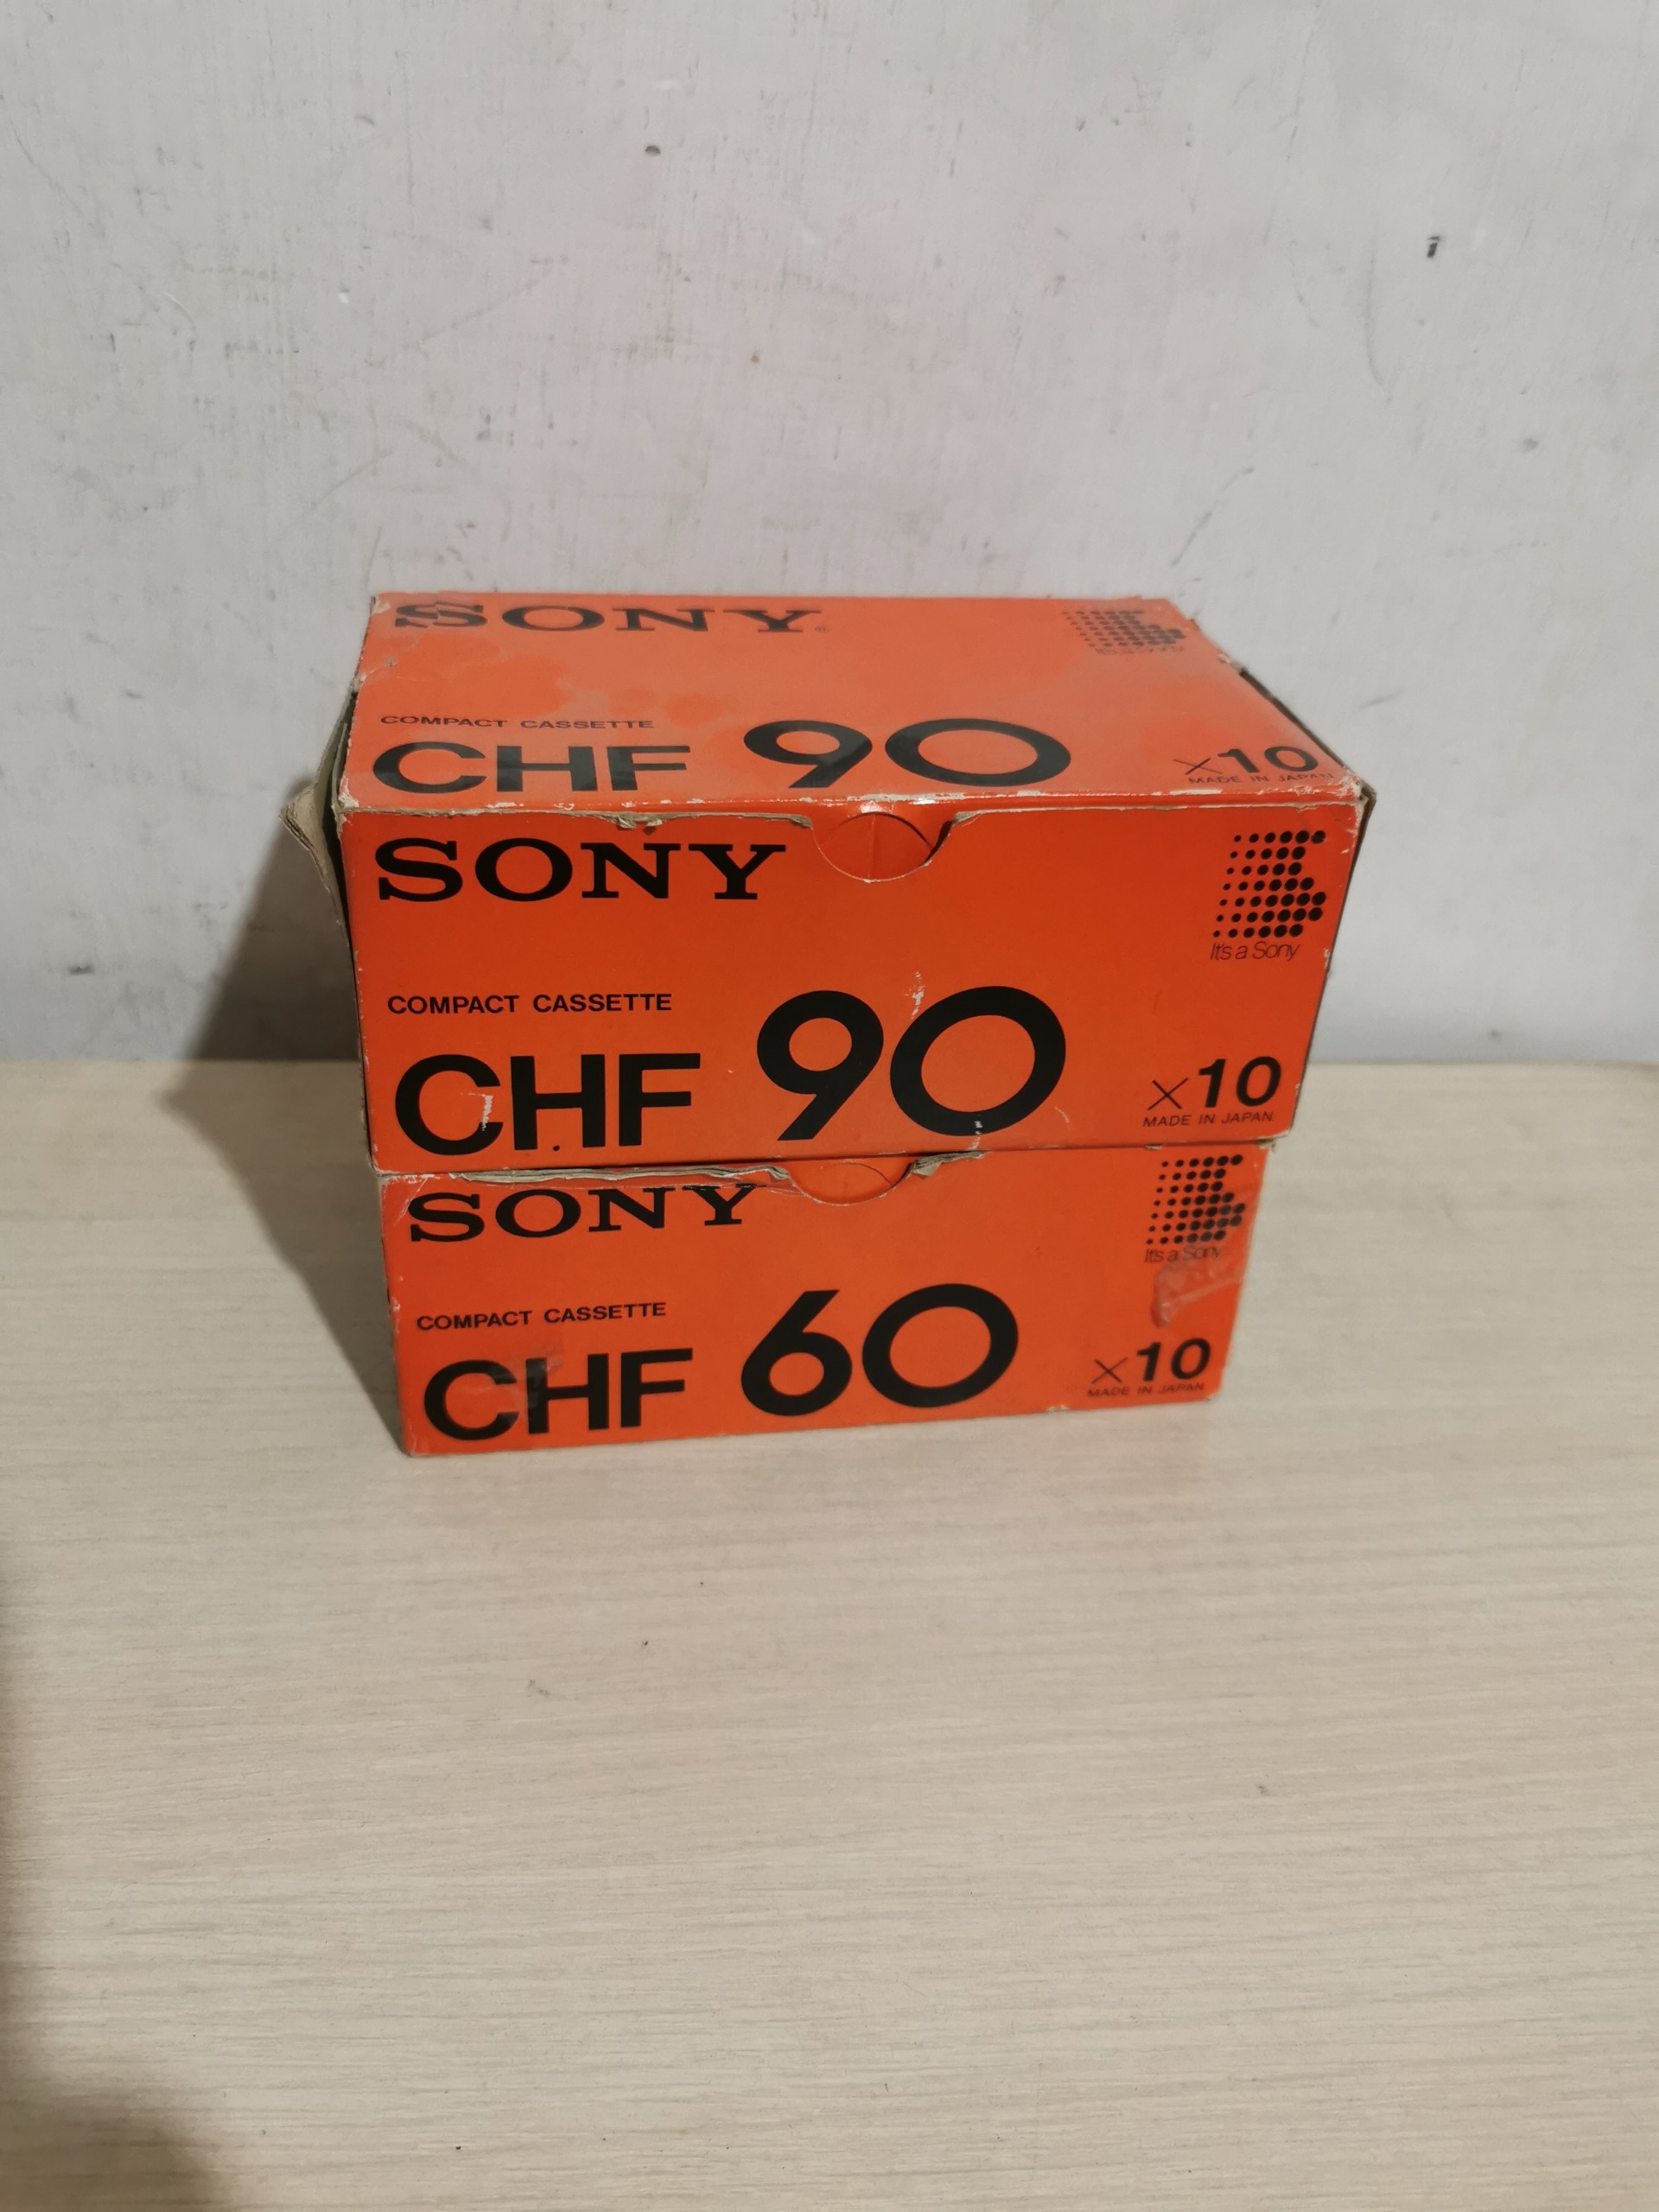 SONY®
COMPACT CASSETTE
CHF 90
×10
MADE IN JAPAN
SONY
It's a Sony
COMPACT CASSETTE
CHF 90
×10
MADE IN JAPAN
SONY
It's a Sony
COMPACT CASSETTE
CHF 60
×10
MADE IN JAPAN